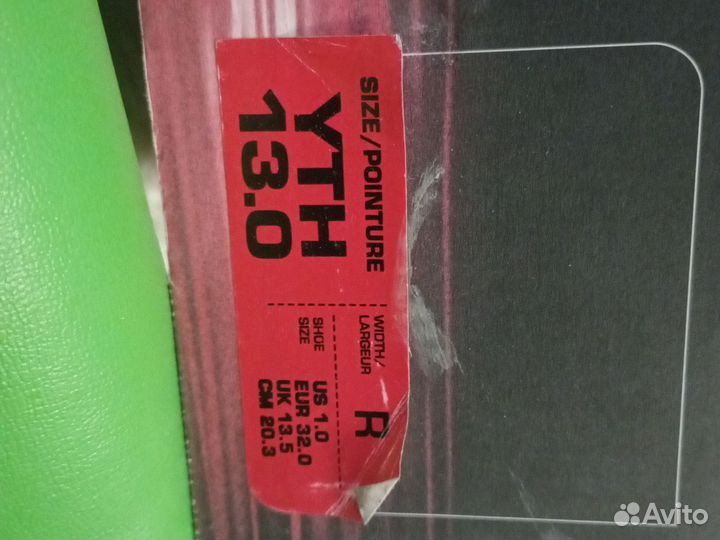 SIZE/POINTURE
YTH
13.0
WIDTH/
LARGEUR
R
SHOE
SIZE
US 1.0
EUR 32.0
UK 13.5
CM 20.3
Avito